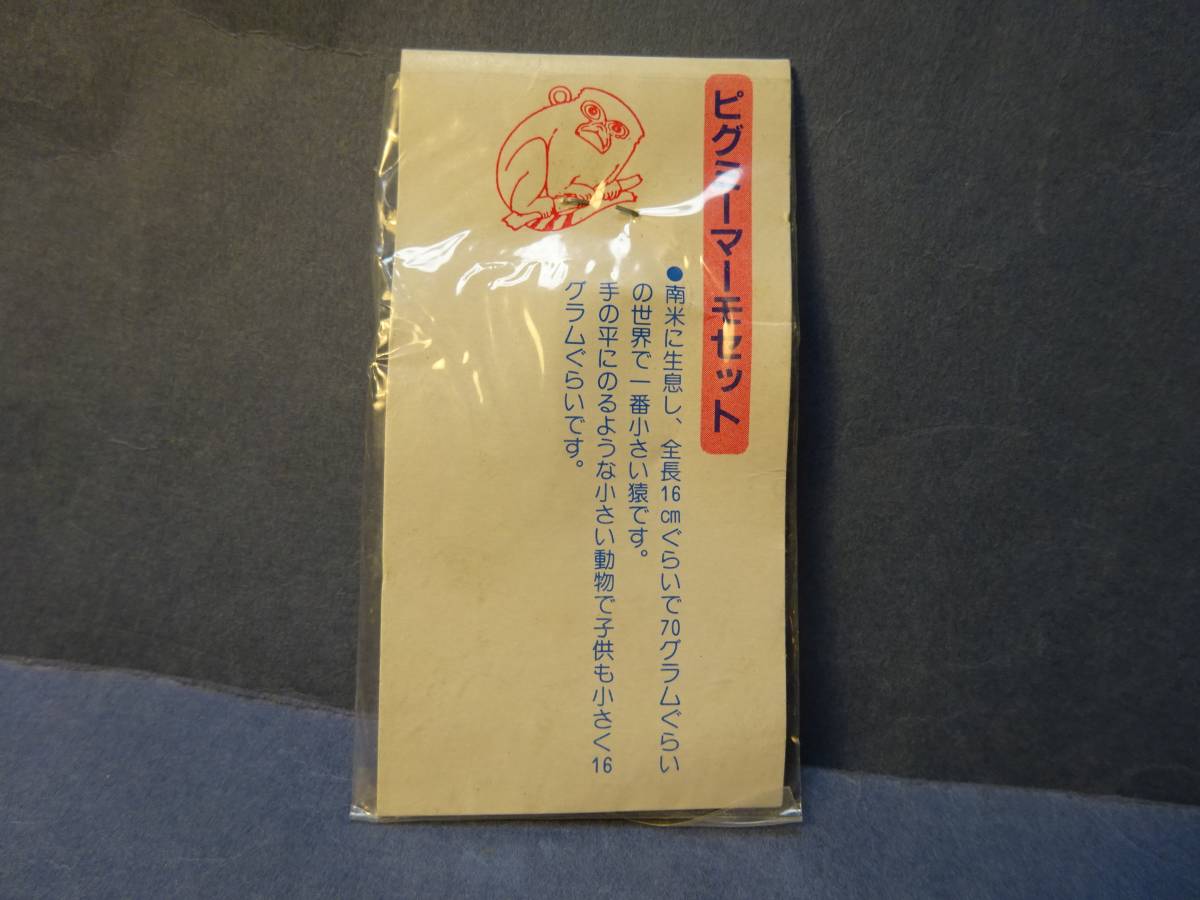 ピグミーマーモセット
●南米に生息し、全長16cmぐらいで70グラムぐらい
の世界で一番小さい猿です。
手の平にのるような小さい動物で子供も小さく16
グラムぐらいです。